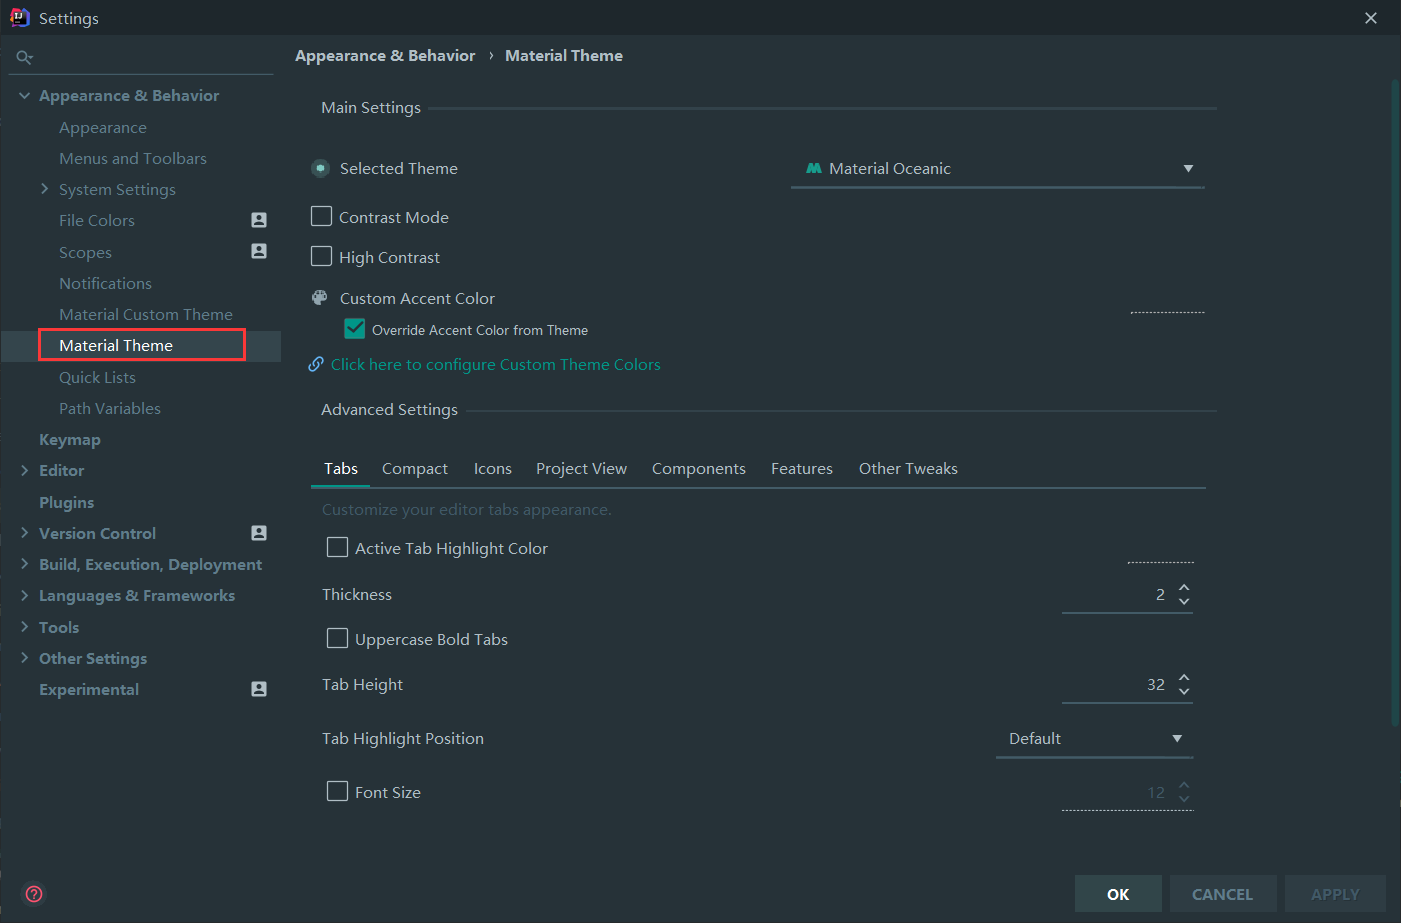 Settings
Appearance & Behavior › Material Theme
Appearance & Behavior
Appearance
Menus and Toolbars
System Settings
File Colors
Scopes
Notifications
Material Custom Theme
Material Theme
Quick Lists
Path Variables
Keymap
Editor
Plugins
Version Control
Build, Execution, Deployment
Languages & Frameworks
Tools
Other Settings
Experimental
Main Settings
Selected Theme
Material Oceanic
Contrast Mode
High Contrast
Custom Accent Color
Override Accent Color from Theme
Click here to configure Custom Theme Colors
Advanced Settings
Tabs Compact Icons Project View Components Features Other Tweaks
Customize your editor tabs appearance.
Active Tab Highlight Color
Thickness 2
Uppercase Bold Tabs
Tab Height 32
Tab Highlight Position Default
Font Size 12
OK CANCEL APPLY